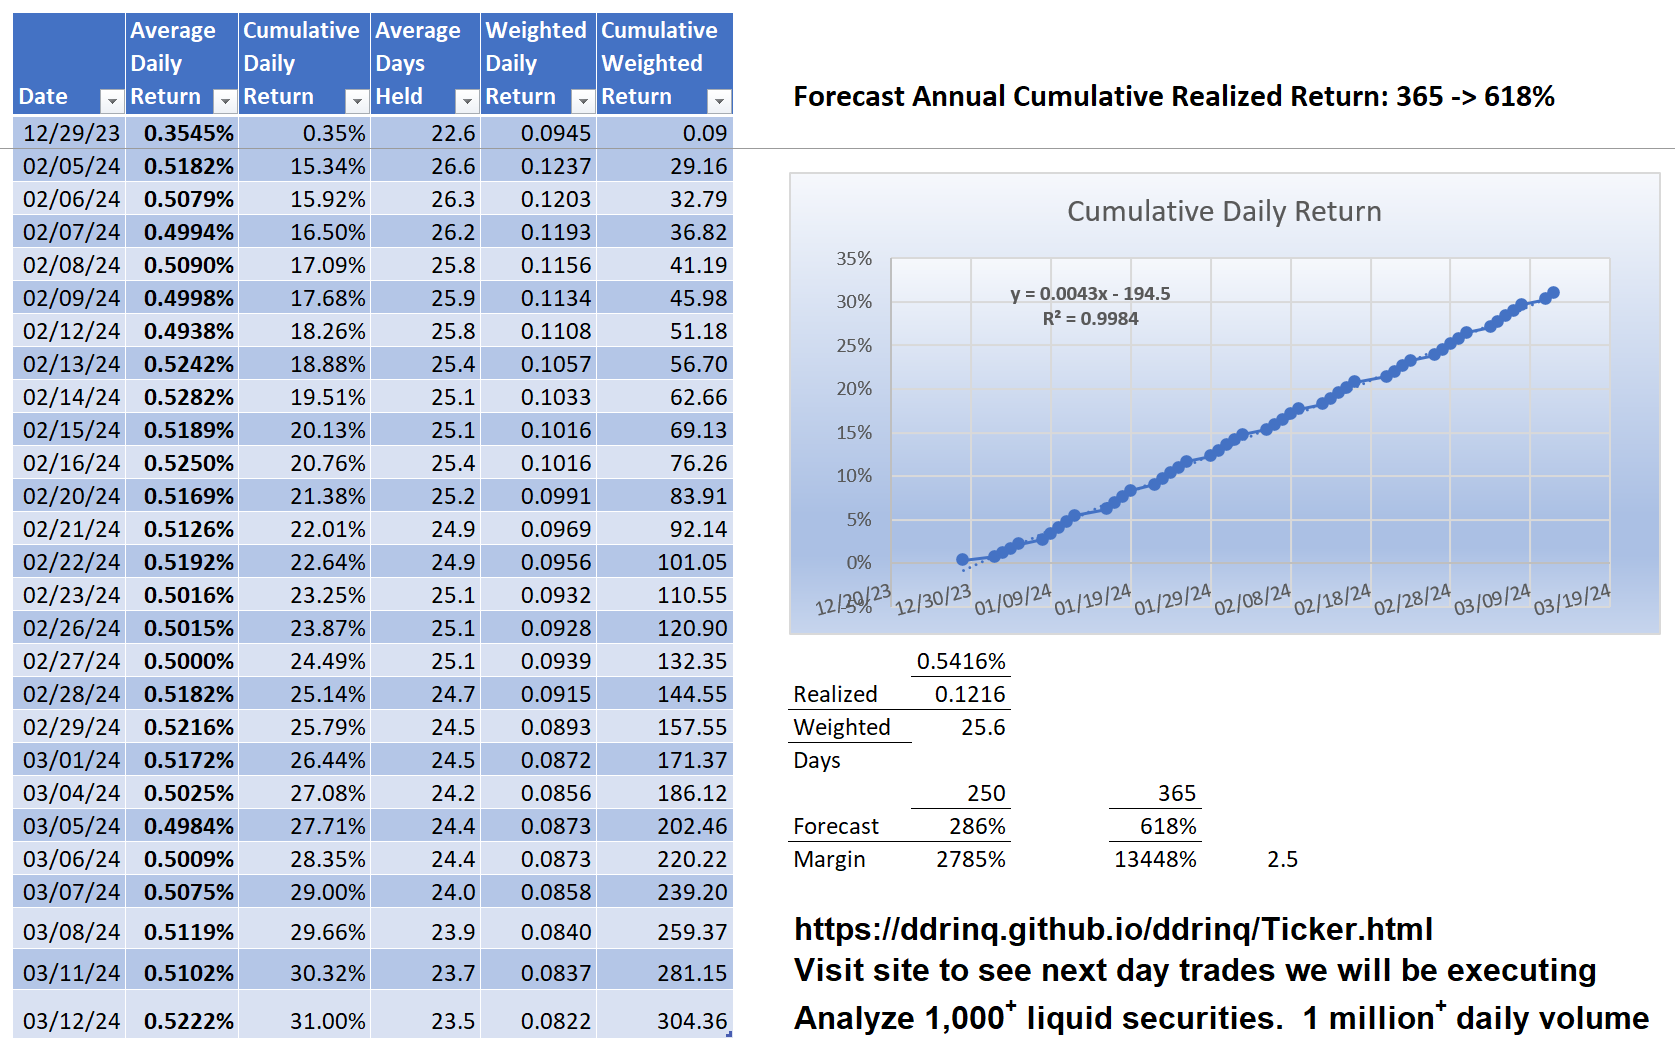 Date Average Daily Return Cumulative Daily Return Average Days Held Weighted Daily Return Cumulative Weighted Return
12/29/23 0.3545% 0.35% 22.6 0.0945 0.09
02/05/24 0.5182% 15.34% 26.6 0.1237 29.16
02/06/24 0.5079% 15.92% 26.3 0.1203 32.79
02/07/24 0.4994% 16.50% 26.2 0.1193 36.82
02/08/24 0.5090% 17.09% 25.8 0.1156 41.19
02/09/24 0.4998% 17.68% 25.9 0.1134 45.98
02/12/24 0.4938% 18.26% 25.8 0.1108 51.18
02/13/24 0.5242% 18.88% 25.4 0.1057 56.70
02/14/24 0.5282% 19.51% 25.1 0.1033 62.66
02/15/24 0.5189% 20.13% 25.1 0.1016 69.13
02/16/24 0.5250% 20.76% 25.4 0.1016 76.26
02/20/24 0.5169% 21.38% 25.2 0.0991 83.91
02/21/24 0.5126% 22.01% 24.9 0.0969 92.14
02/22/24 0.5192% 22.64% 24.9 0.0956 101.05
02/23/24 0.5016% 23.25% 25.1 0.0932 110.55
02/26/24 0.5015% 23.87% 25.1 0.0928 120.90
02/27/24 0.5000% 24.49% 25.1 0.0939 132.35
02/28/24 0.5182% 25.14% 24.7 0.0915 144.55
02/29/24 0.5216% 25.79% 24.5 0.0893 157.55
03/01/24 0.5172% 26.44% 24.5 0.0872 171.37
03/04/24 0.5025% 27.08% 24.2 0.0856 186.12
03/05/24 0.4984% 27.71% 24.4 0.0873 202.46
03/06/24 0.5009% 28.35% 24.4 0.0873 220.22
03/07/24 0.5075% 29.00% 24.0 0.0858 239.20
03/08/24 0.5119% 29.66% 23.9 0.0840 259.37
03/11/24 0.5102% 30.32% 23.7 0.0837 281.15
03/12/24 0.5222% 31.00% 23.5 0.0822 304.36
Forecast Annual Cumulative Realized Return: 365 -> 618%
Cumulative Daily Return
35%
30%
25%
20%
15%
10%
5%
0%
-5%
y = 0.0043x - 194.5
R² = 0.9984
12/20/23 12/30/23 01/09/24 01/19/24 01/29/24 02/08/24 02/18/24 02/28/24 03/09/24 03/19/24
0.5416%
Realized 0.1216
Weighted 25.6
Days
250 365
Forecast 286% 618%
Margin 2785% 13448% 2.5
https://ddrinq.github.io/ddrinq/Ticker.html
Visit site to see next day trades we will be executing
Analyze 1,000⁺ liquid securities. 1 million⁺ daily volume